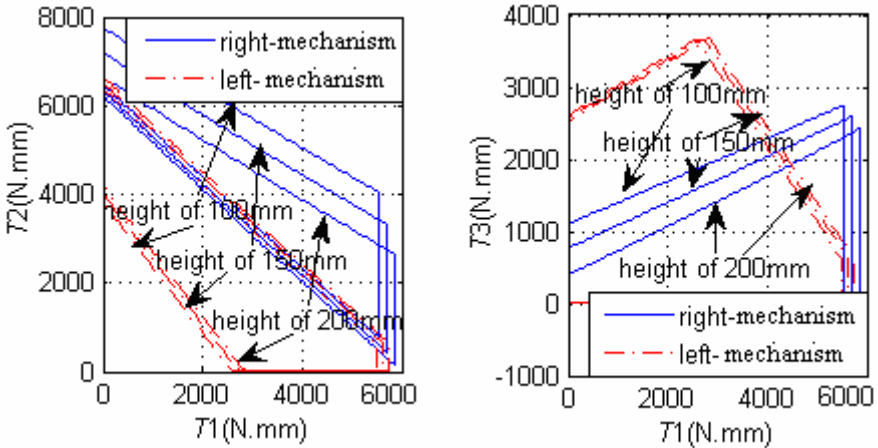 8000
6000
4000
2000
0
T2(N.mm)
right-mechanism
left- mechanism
height of 100mm
height of 150mm
height of 200mm
0
2000
4000
6000
T1(N.mm)
4000
3000
2000
1000
0
-1000
T3(N.mm)
height of 100mm
height of 150mm
height of 200mm
right-mechanism
left- mechanism
0
2000
4000
6000
T1(N.mm)